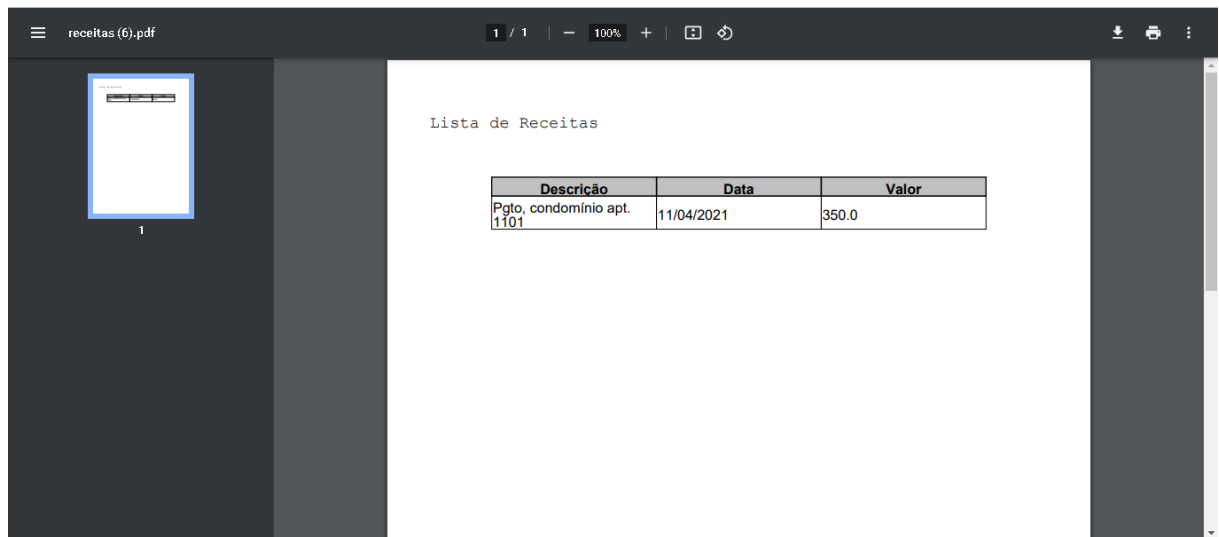 receitas (6).pdf
1 / 1
100%
1
Lista de Receitas
Descrição Data Valor
Pgto, condomínio apt.
1101 11/04/2021 350.0